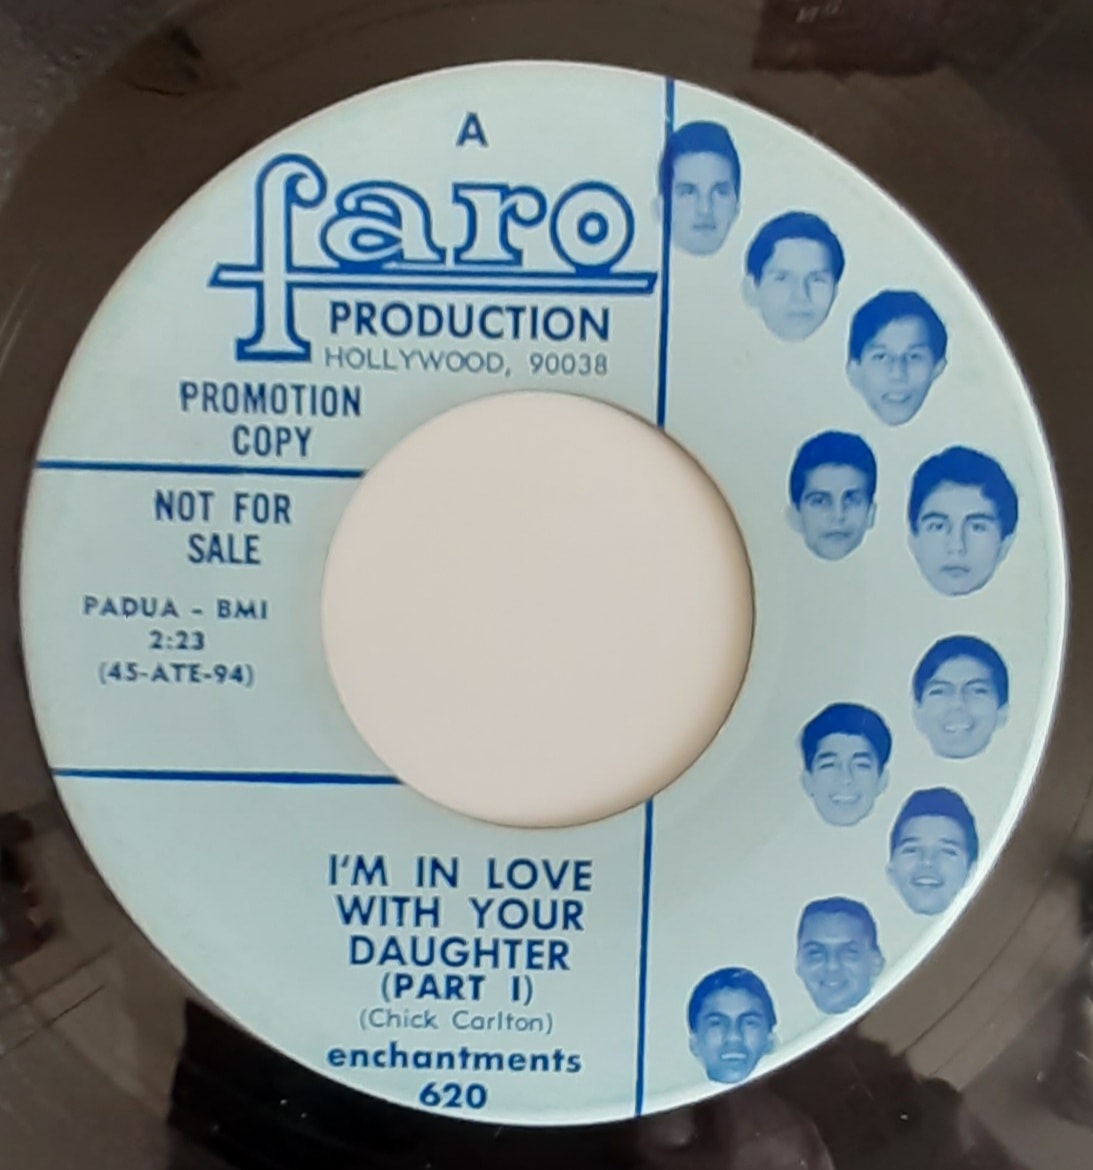 A
faro
PRODUCTION
HOLLYWOOD, 90038
PROMOTION
COPY
NOT FOR
SALE
PADUA - BMI
2:23
(45-ATE-94)
I'M IN LOVE
WITH YOUR
DAUGHTER
(PART I)
(Chick Carlton)
enchantments
620